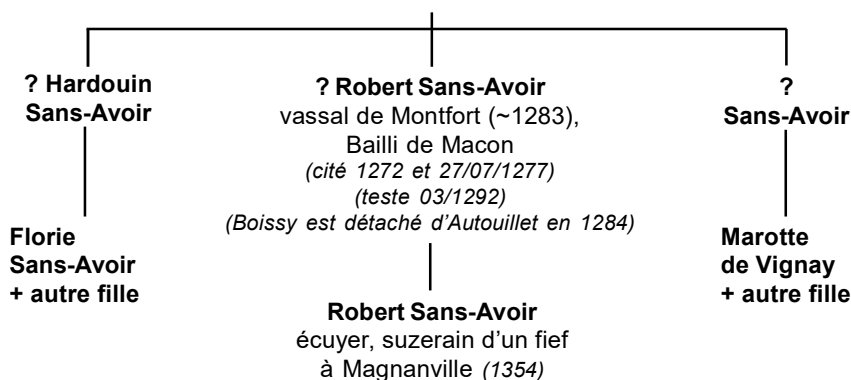 ? Hardouin
Sans-Avoir
? Robert Sans-Avoir
vassal de Montfort (~1283),
Bailli de Macon
(cité 1272 et 27/07/1277)
(teste 03/1292)
(Boissy est détaché d'Autouillet en 1284)
?
Sans-Avoir
Florie
Sans-Avoir
+ autre fille
Robert Sans-Avoir
écuyer, suzerain d'un fief
à Magnanville (1354)
Marotte
de Vignay
+ autre fille